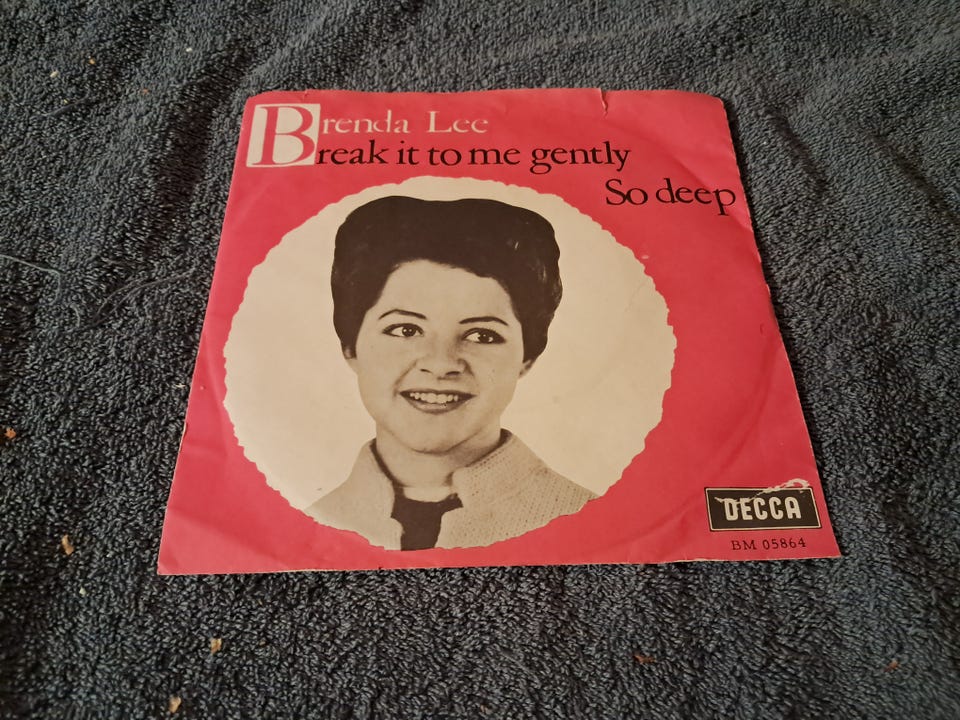 Brenda Lee
Break it to me gently
So deep
DECCA
BM 05864